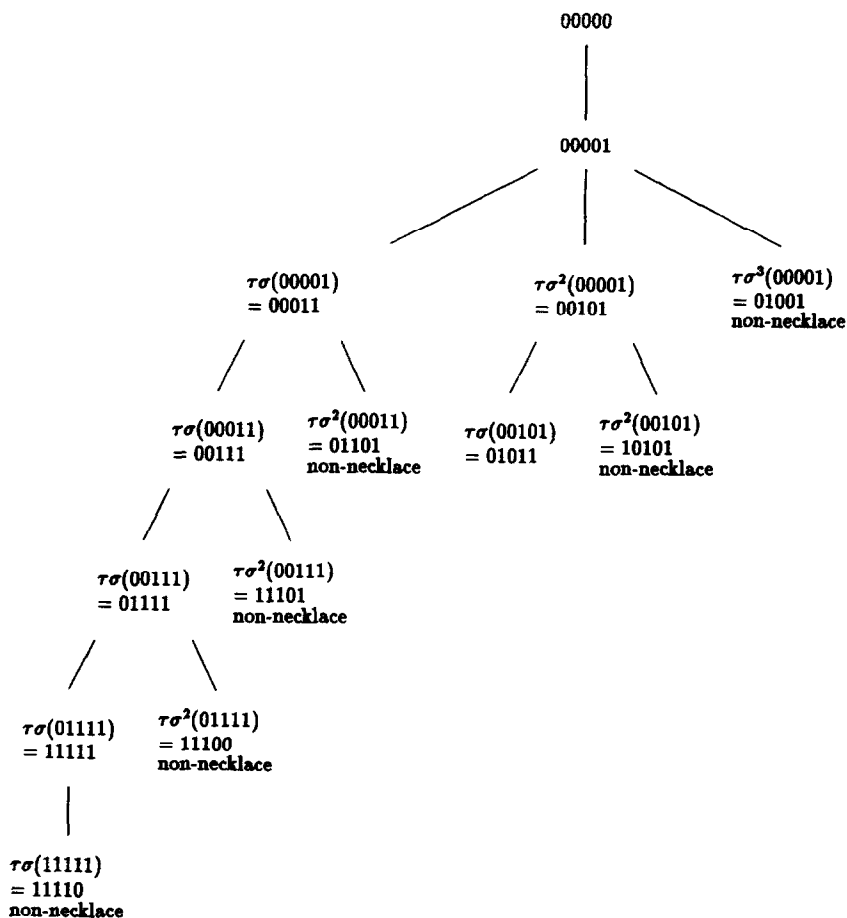 00000
00001
τσ(00001)
= 00011
τσ²(00001)
= 00101
τσ³(00001)
= 01001
non-necklace
τσ(00011)
= 00111
τσ²(00011)
= 01101
non-necklace
τσ(00101)
= 01011
τσ²(00101)
= 10101
non-necklace
τσ(00111)
= 01111
τσ²(00111)
= 11101
non-necklace
τσ(01111)
= 11111
τσ²(01111)
= 11100
non-necklace
τσ(11111)
= 11110
non-necklace